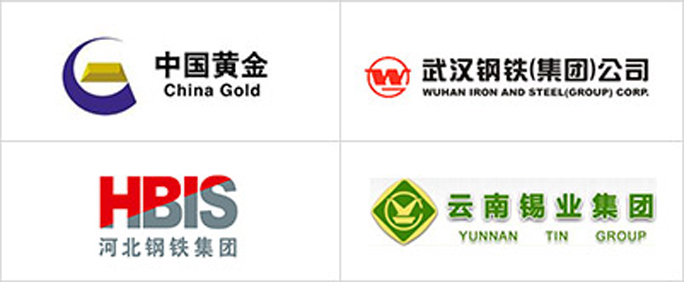 中国黄金
China Gold
武汉钢铁(集团)公司
WUHAN IRON AND STEEL(GROUP) CORP.
HBIS
河北钢铁集团
云南锡业集团
YUNNAN TIN GROUP